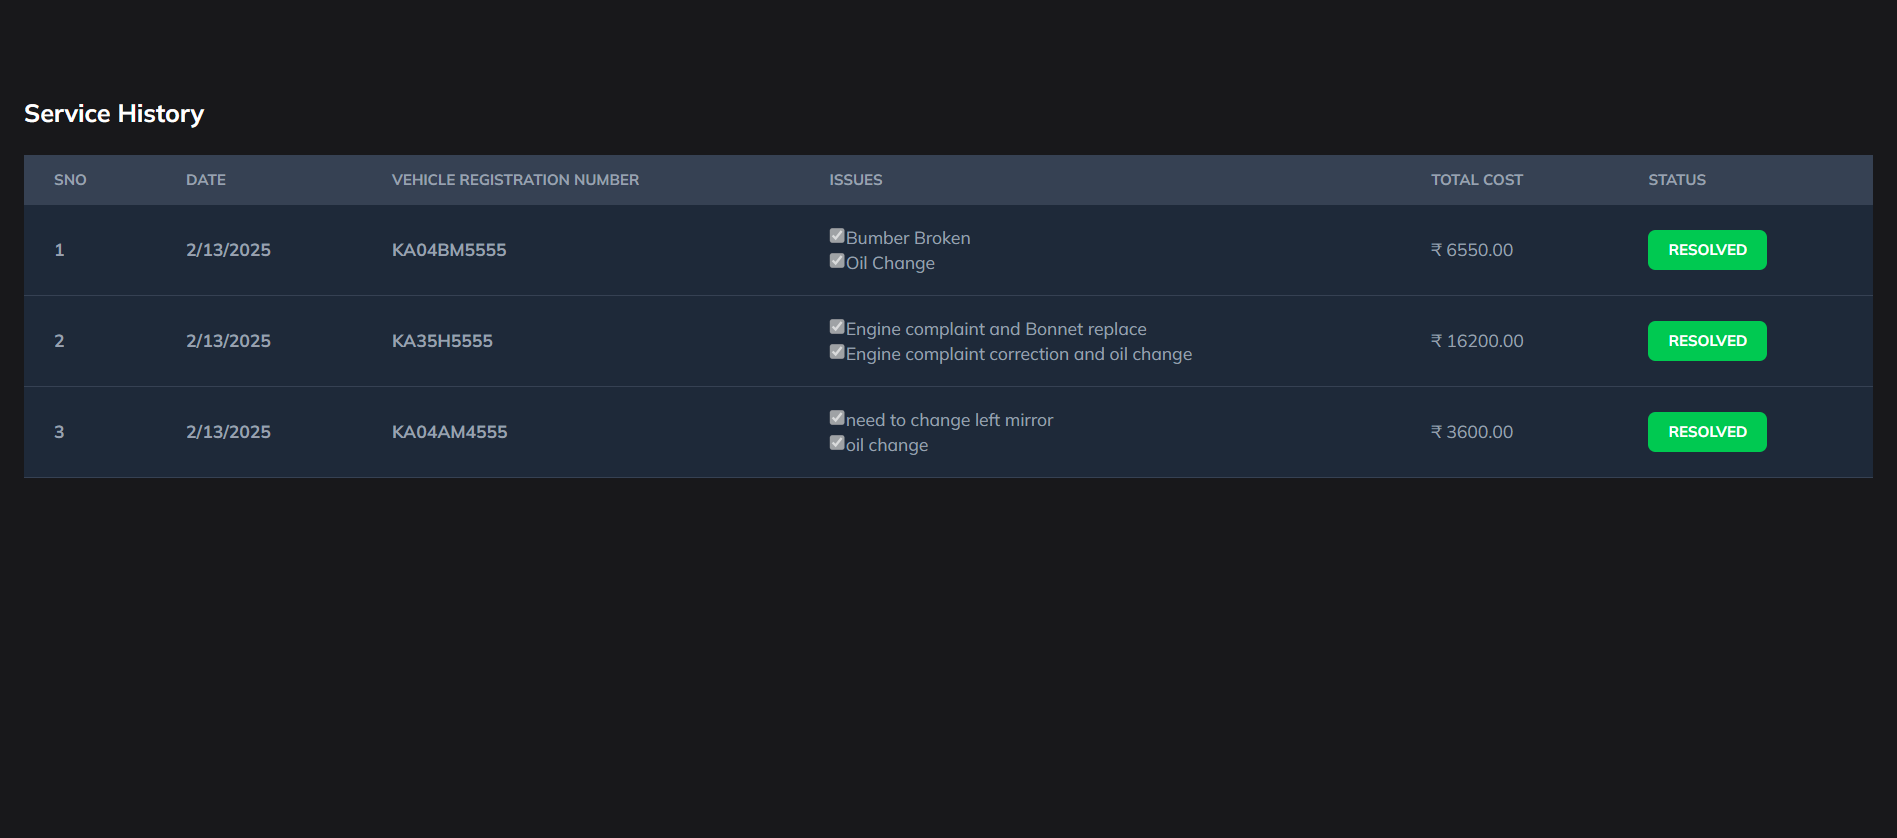 Service History
SNO DATE VEHICLE REGISTRATION NUMBER ISSUES TOTAL COST STATUS
1 2/13/2025 KA04BM5555 Bumber Broken ₹ 6550.00 RESOLVED
Oil Change
2 2/13/2025 KA35H5555 Engine complaint and Bonnet replace ₹ 16200.00 RESOLVED
Engine complaint correction and oil change
3 2/13/2025 KA04AM4555 need to change left mirror ₹ 3600.00 RESOLVED
oil change